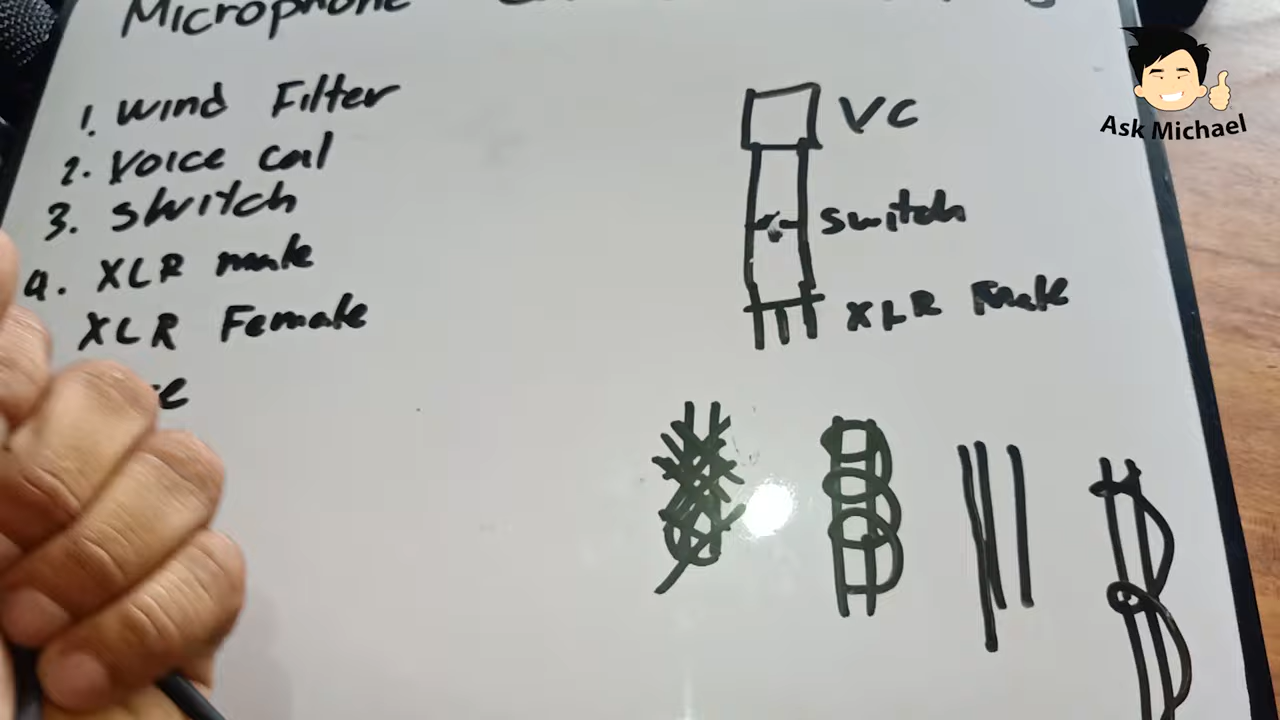 Microphone
1. Wind Filter
2. Voice Coil
3. Switch
4. XLR male
XLR Female
VC
Switch
XLR male
Ask Michael